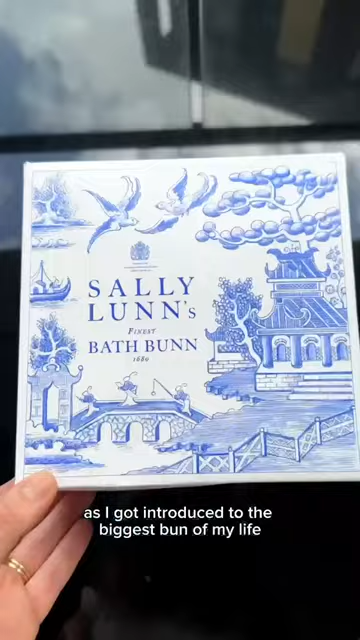 SALLY
LUNN's
FINEST
BATH BUNN
1680
as I got introduced to the
biggest bun of my life